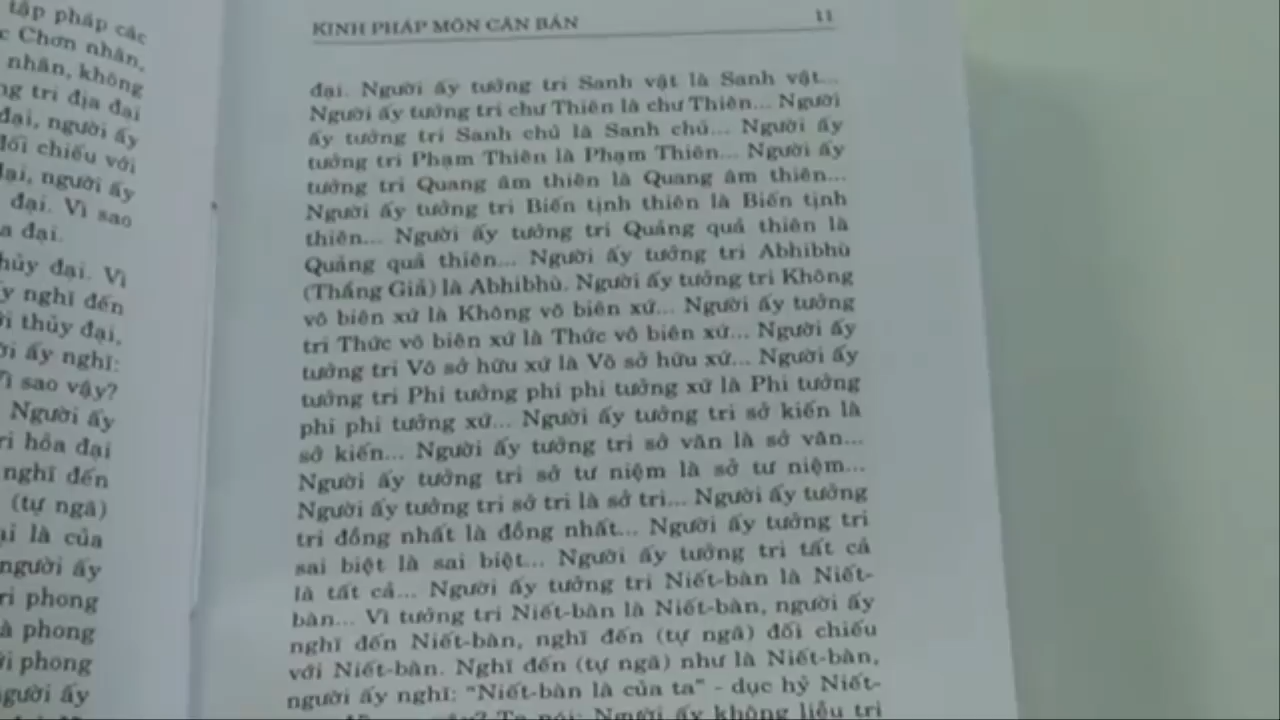 tập pháp các
Chơn nhân,
nhân, không
tri địa đại
đại, người ấy
đối chiếu với
đại, người ấy
đại. Vì sao
đại.
thủy đại. Vì
nghĩ đến
thủy đại,
ấy nghĩ:
sao vậy?
Người ấy
hỏa đại
nghĩ đến
(tự ngã)
là của
người ấy
phong
phong
phong
người ấy
KINH PHÁP MÔN CĂN BẢN 11
đại. Người ấy tưởng tri Sanh vật là Sanh vật...
Người ấy tưởng tri chư Thiên là chư Thiên... Người
ấy tưởng tri Sanh chủ là Sanh chủ... Người ấy
tưởng tri Phạm Thiên là Phạm Thiên... Người ấy
tưởng tri Quang âm thiên là Quang âm thiên...
Người ấy tưởng tri Biến tịnh thiên là Biến tịnh
thiên... Người ấy tưởng tri Quảng quả thiên là
Quảng quả thiên... Người ấy tưởng tri Abhibhù
(Thắng Giả) là Abhibhù. Người ấy tưởng tri Không
vô biên xứ là Không vô biên xứ... Người ấy tưởng
tri Thức vô biên xứ là Thức vô biên xứ... Người ấy
tưởng tri Vô sở hữu xứ là Vô sở hữu xứ... Người ấy
tưởng tri Phi tưởng phi phi tưởng xứ là Phi tưởng
phi phi tưởng xứ... Người ấy tưởng tri sở kiến là
sở kiến... Người ấy tưởng tri sở văn là sở văn...
Người ấy tưởng tri sở tư niệm là sở tư niệm...
Người ấy tưởng tri sở tri là sở tri... Người ấy tưởng
tri đồng nhất là đồng nhất... Người ấy tưởng tri
sai biệt là sai biệt... Người ấy tưởng tri tất cả
là tất cả... Người ấy tưởng tri Niết-bàn là Niết-
bàn... Vì tưởng tri Niết-bàn là Niết-bàn, người ấy
nghĩ đến Niết-bàn, nghĩ đến (tự ngã) đối chiếu
với Niết-bàn. Nghĩ đến (tự ngã) như là Niết-bàn,
người ấy nghĩ: "Niết-bàn là của ta" - dục hỷ Niết-
Ta nói: Người ấy không liễu tri